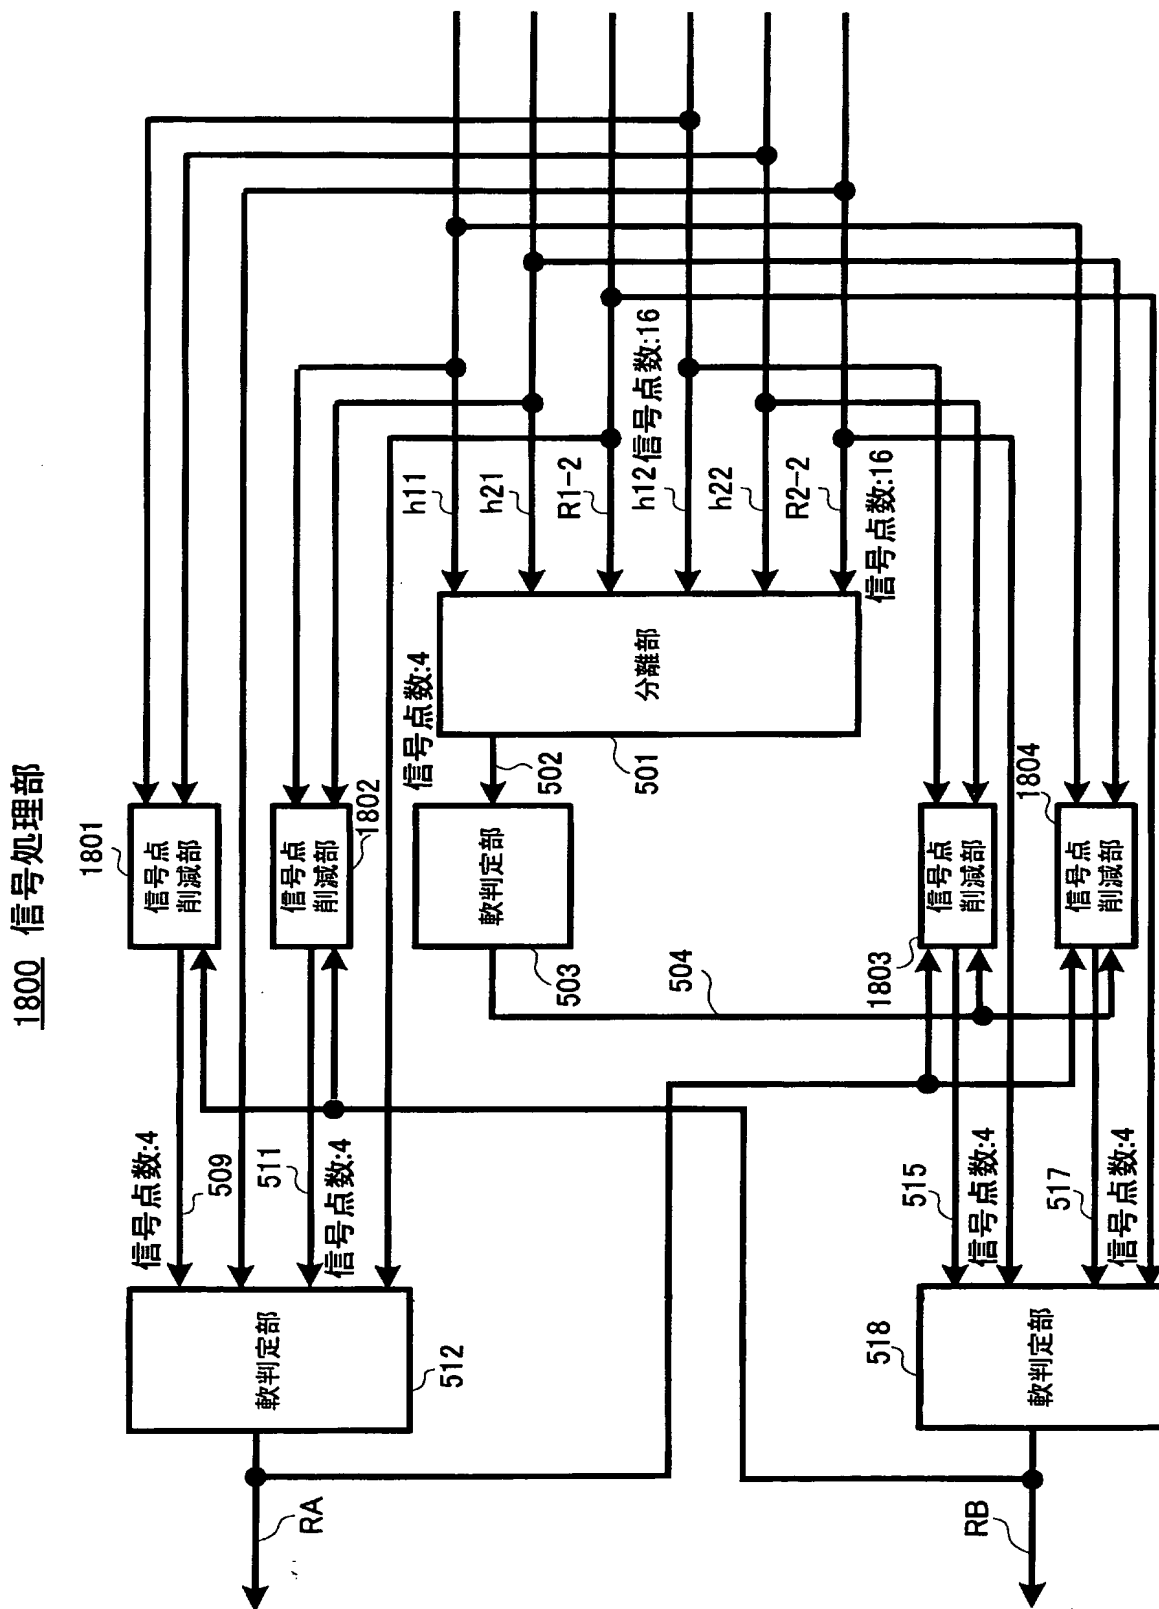 1800 信号処理部
1801
信号点
削減部
1802
信号点
削減部
信号点数:4
509
511
信号点数:4
軟判定部
512
RA
h11
h21
R1-2
h12
信号点数:16
h22
R2-2
信号点数:16
分離部
501
信号点数:4
502
軟判定部
503
504
1803
信号点
削減部
1804
信号点
削減部
515
信号点数:4
517
信号点数:4
軟判定部
518
RB